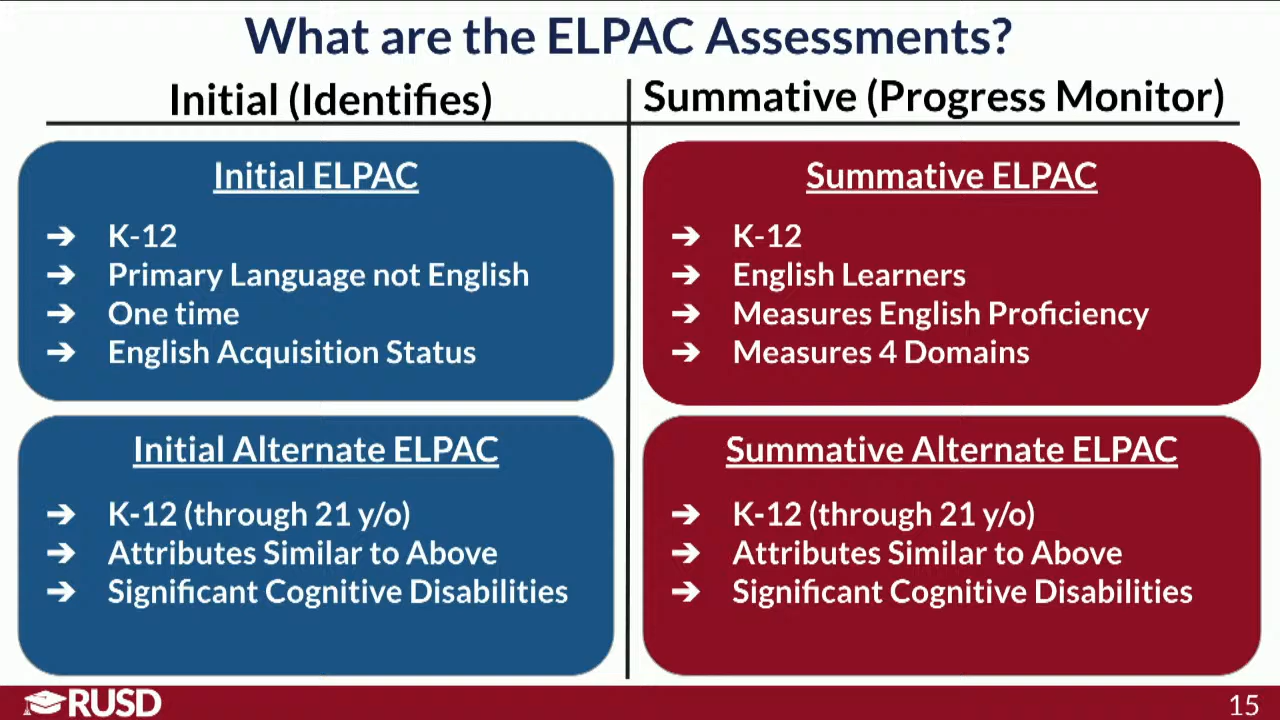 What are the ELPAC Assessments?
Initial (Identifies)
Summative (Progress Monitor)
Initial ELPAC
➔ K-12
➔ Primary Language not English
➔ One time
➔ English Acquisition Status
Summative ELPAC
➔ K-12
➔ English Learners
➔ Measures English Proficiency
➔ Measures 4 Domains
Initial Alternate ELPAC
➔ K-12 (through 21 y/o)
➔ Attributes Similar to Above
➔ Significant Cognitive Disabilities
Summative Alternate ELPAC
➔ K-12 (through 21 y/o)
➔ Attributes Similar to Above
➔ Significant Cognitive Disabilities
RUSD
15